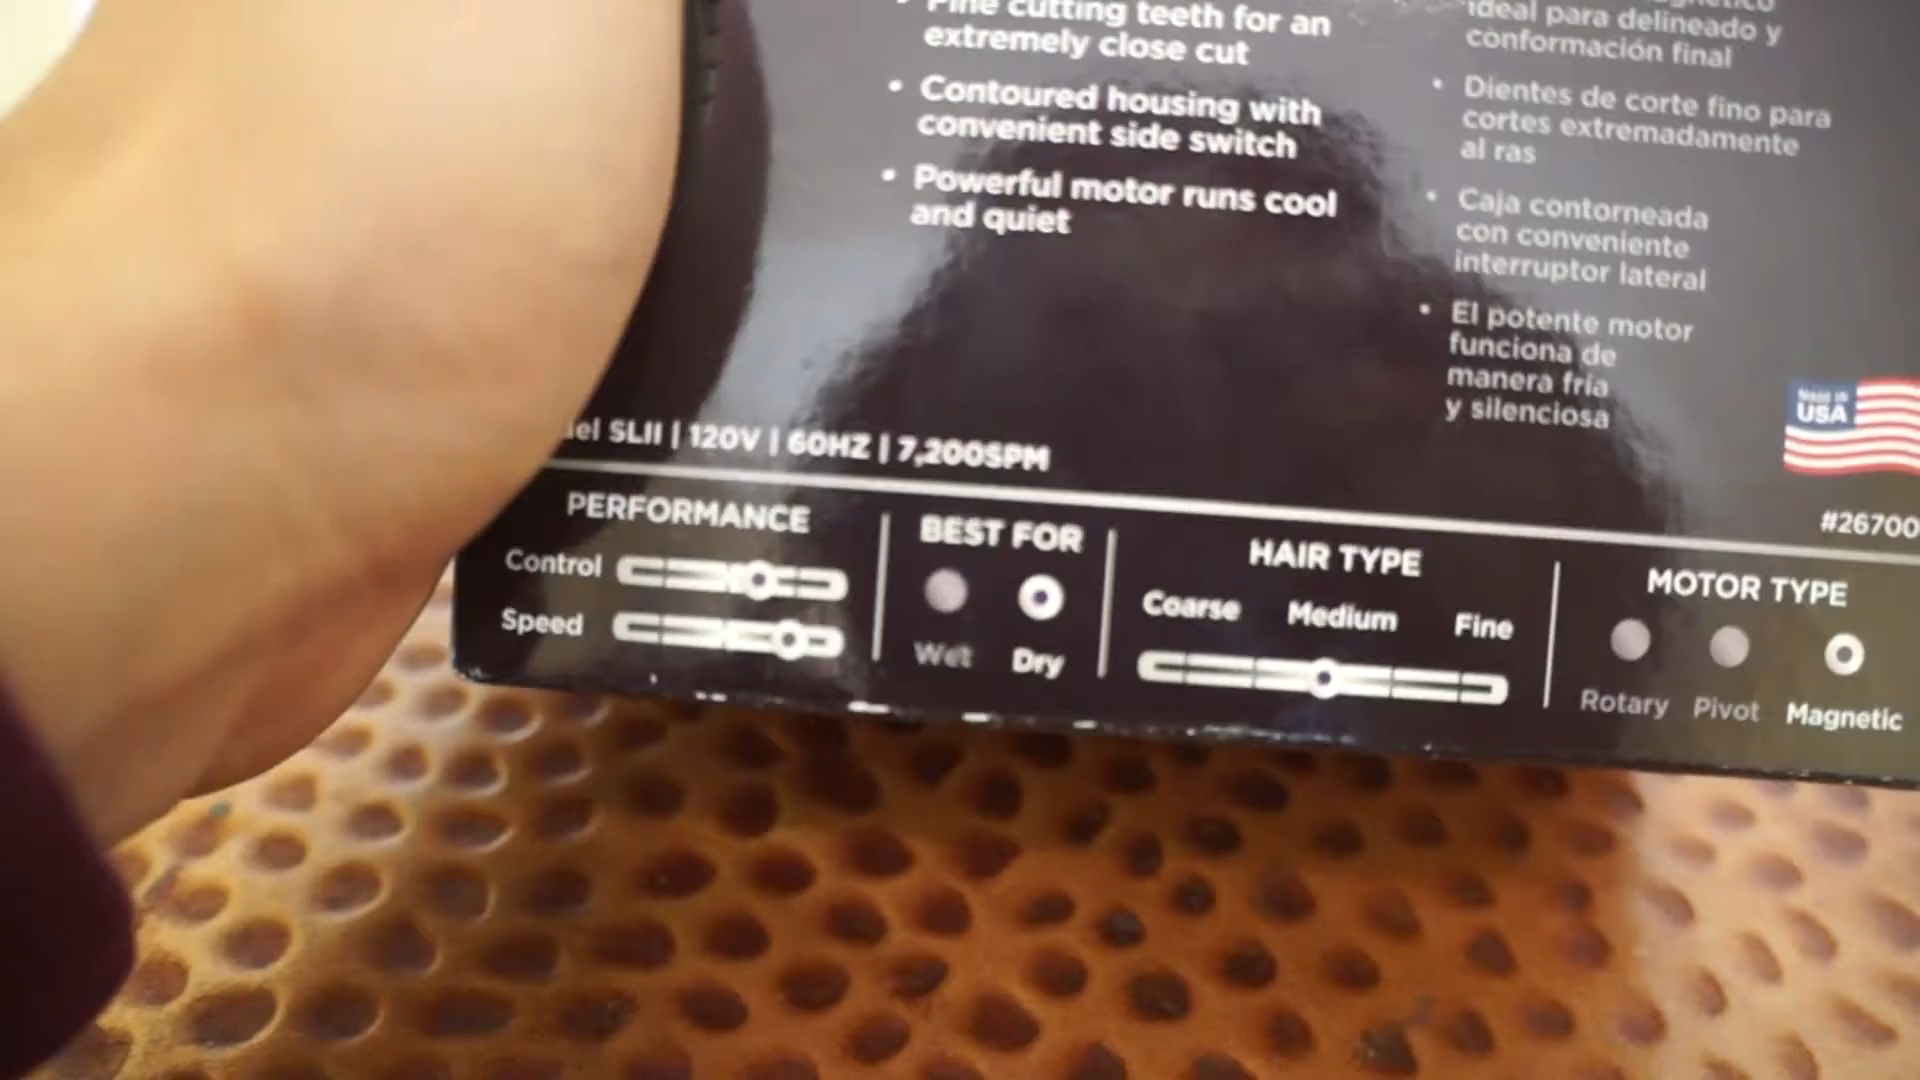 Fine cutting teeth for an
extremely close cut
• Contoured housing with
convenient side switch
• Powerful motor runs cool
and quiet
ideal para delineado y
conformación final
• Dientes de corte fino para
cortes extremadamente
al ras
• Caja contorneada
con conveniente
interruptor lateral
• El potente motor
funciona de
manera fría
y silenciosa
MADE IN
USA
SLII | 120V | 60HZ | 7,200SPM
#26700
PERFORMANCE
Control
Speed
BEST FOR
Wet Dry
HAIR TYPE
Coarse Medium Fine
MOTOR TYPE
Rotary Pivot Magnetic